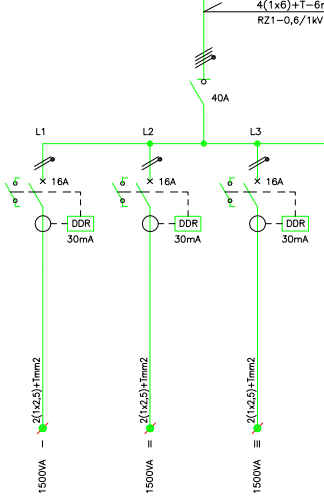 4(1x6)+T-6m
RZ1-0,6/1kV
40A
L1
L2
L3
16A
16A
16A
DDR
DDR
DDR
30mA
30mA
30mA
2(1x2,5)+Tmm2
2(1x2,5)+Tmm2
2(1x2,5)+Tmm2
I
II
III
1500VA
1500VA
1500VA